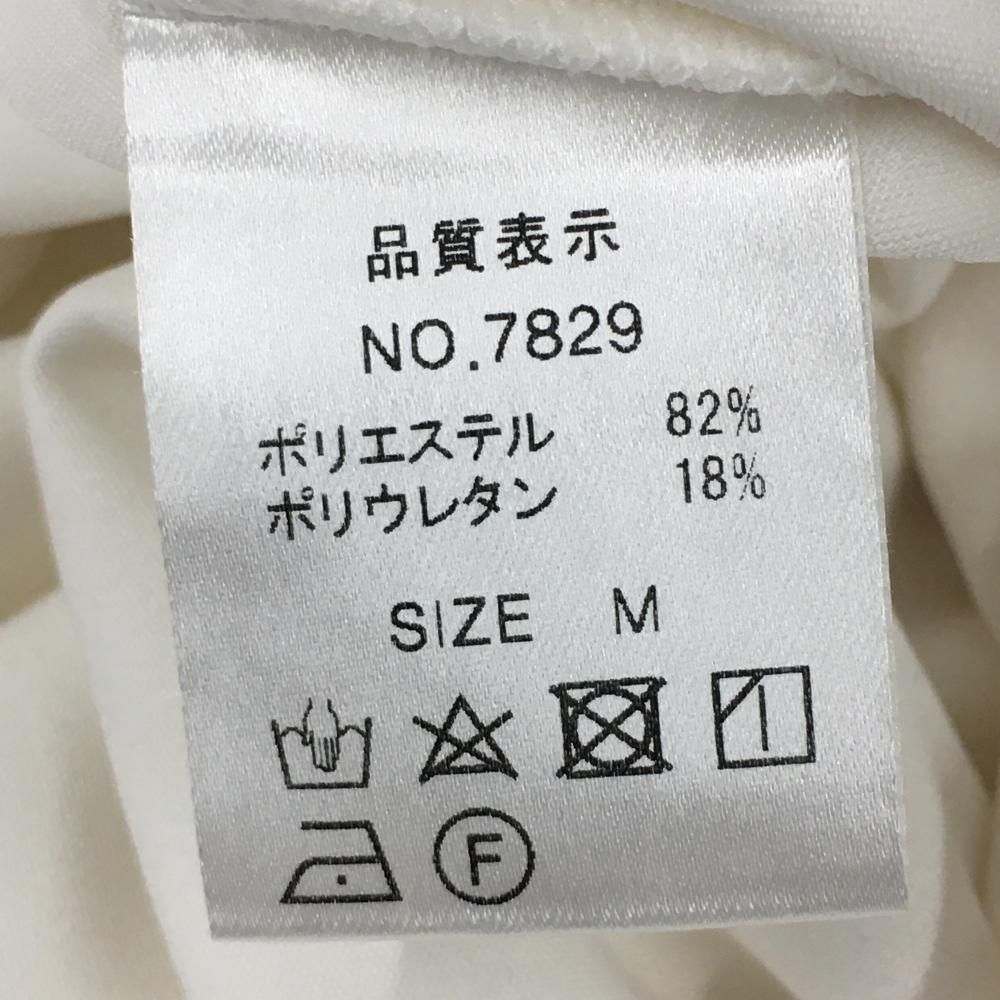 品質表示
NO.7829
ポリエステル 82%
ポリウレタン 18%
SIZE M
F